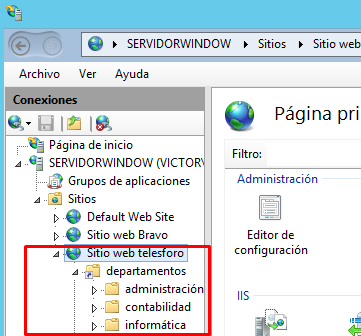 SERVIDORWINDOW ▸ Sitios ▸ Sitio web
Archivo Ver Ayuda
Conexiones
Página de inicio
SERVIDORWINDOW (VICTORW
Grupos de aplicaciones
Sitios
Default Web Site
Sitio web Bravo
Sitio web telesforo
departamentos
administración
contabilidad
informática
Página pri
Filtro:
Administración
Editor de
configuración
IIS